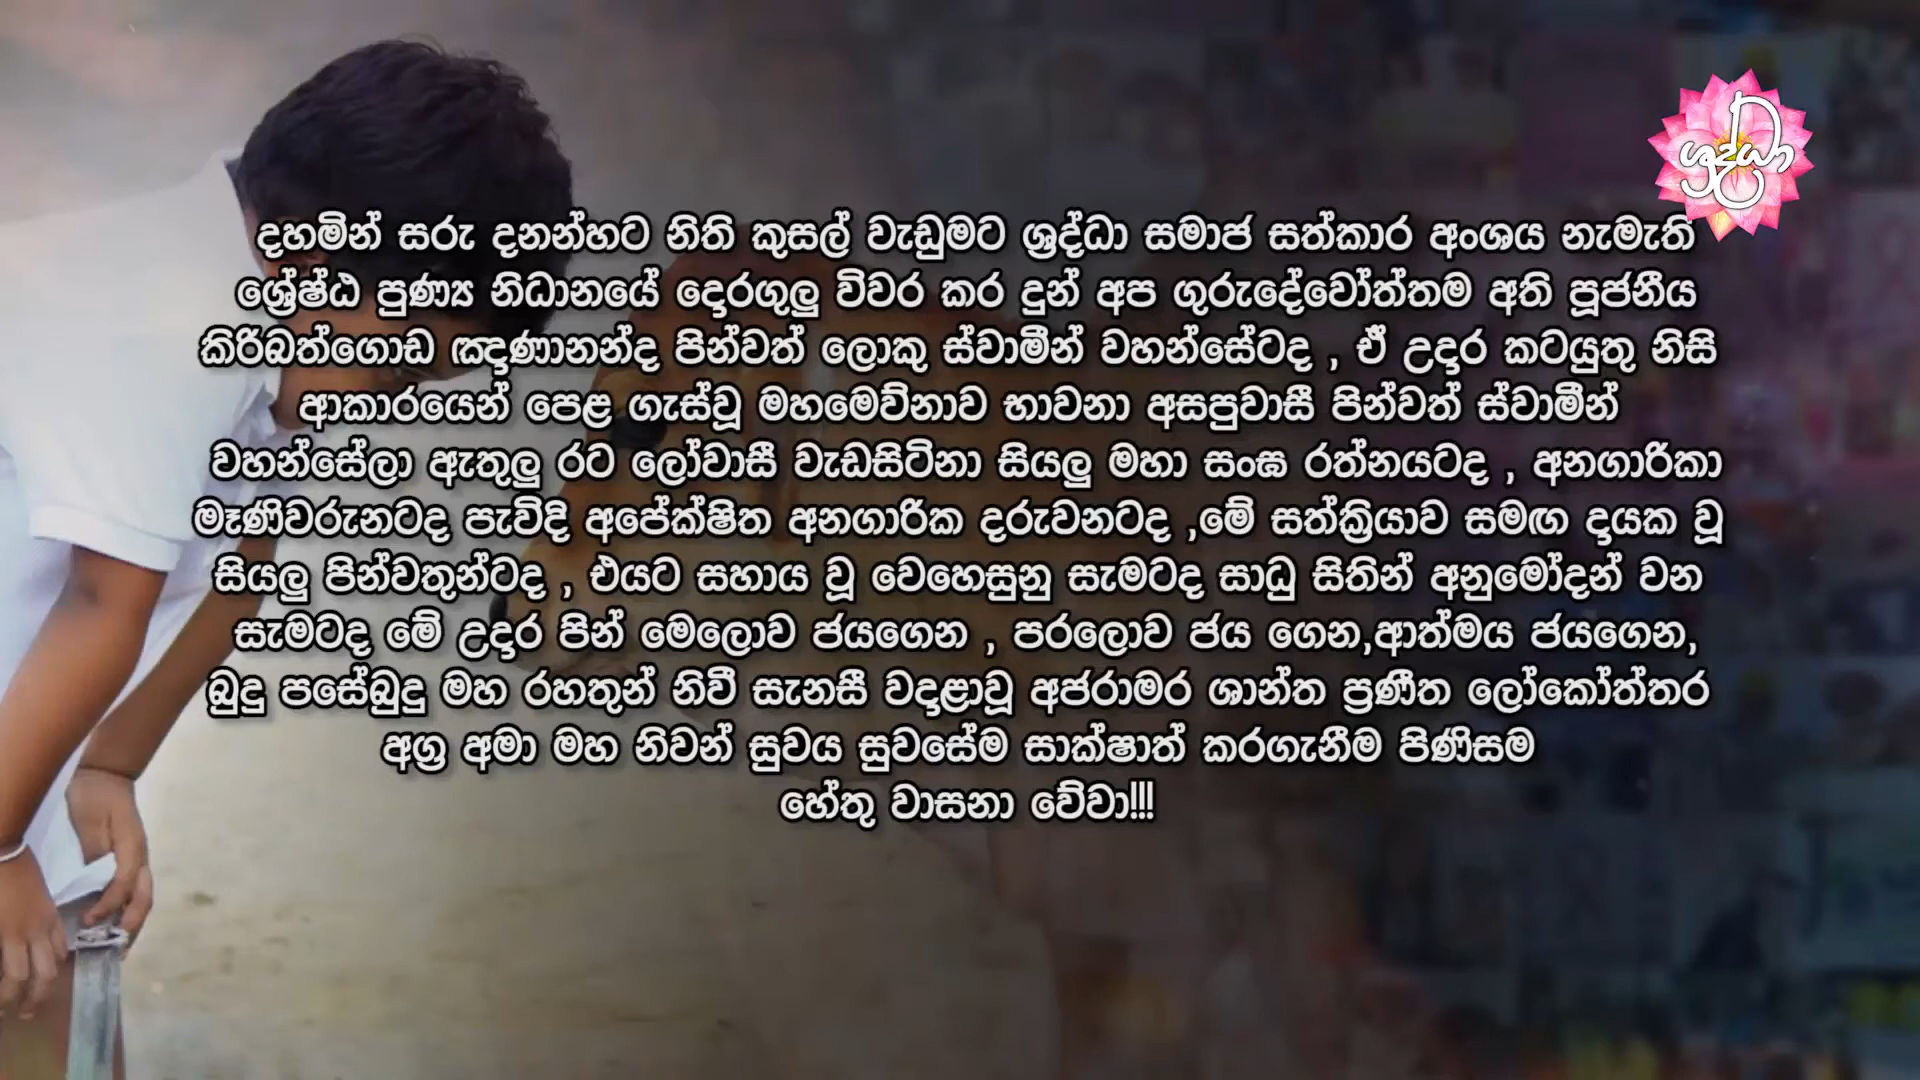 ශ්‍රද්ධා
දහමින් සරු දනන්හට නිති කුසල් වැඩුමට ශ්‍රද්ධා සමාජ සත්කාර අංශය නැමැති
ශ්‍රේෂ්ඨ පුණ්‍ය නිධානයේ දොරගුලු විවර කර දුන් අප ගුරුදේවෝත්තම අති පූජනීය
කිරිබත්ගොඩ ඤාණානන්ද පින්වත් ලොකු ස්වාමීන් වහන්සේටද , ඒ උදාර කටයුතු නිසි
ආකාරයෙන් පෙළ ගැස්වූ මහමෙව්නාව භාවනා අසපුවාසී පින්වත් ස්වාමීන්
වහන්සේලා ඇතුලු රට ලෝවාසී වැඩසිටිනා සියලු මහා සංඝ රත්නයටද , අනගාරිකා
මෑණිවරුනටද පැවිදි අපේක්ෂිත අනගාරික දරුවනටද ,මේ සත්ක්‍රියාව සමඟ දායක වූ
සියලු පින්වතුන්ටද , එයට සහාය වූ වෙහෙසුනු සැමටද සාධු සිතින් අනුමෝදන් වන
සැමටද මේ උදාර පින් මෙලොව ජයගෙන , පරලොව ජය ගෙන,ආත්මය ජයගෙන,
බුදු පසේබුදු මහ රහතුන් නිවී සැනසී වදාළාවූ අජරාමර ශාන්ත ප්‍රණීත ලෝකෝත්තර
අග්‍ර අමා මහ නිවන් සුවය සුවසේම සාක්ෂාත් කරගැනීම පිණිසම
හේතු වාසනා වේවා!!!